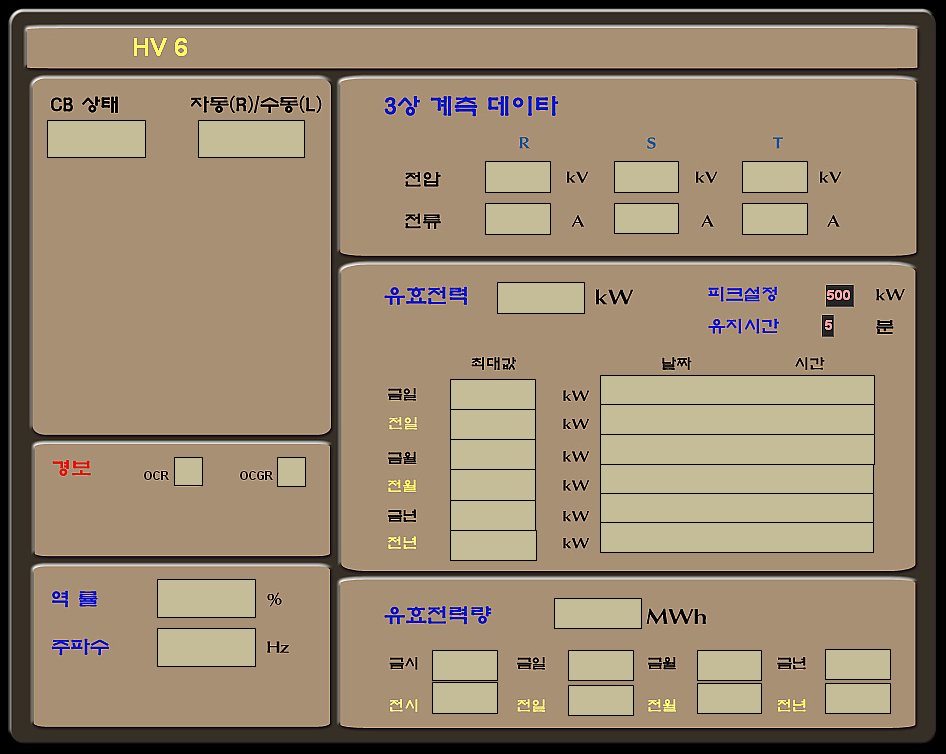 HV 6
CB 상태 자동(R)/수동(L)
3상 계측 데이타
R S T
전압 kV kV kV
전류 A A A
유효전력 kW
피크설정 500 kW
유지시간 5 분
최대값 날짜 시간
금일 kW
전일 kW
금월 kW
전월 kW
금년 kW
전년 kW
경보 OCR OCGR
역 률 %
주파수 Hz
유효전력량 MWh
금시 금일 금월 금년
전시 전일 전월 전년